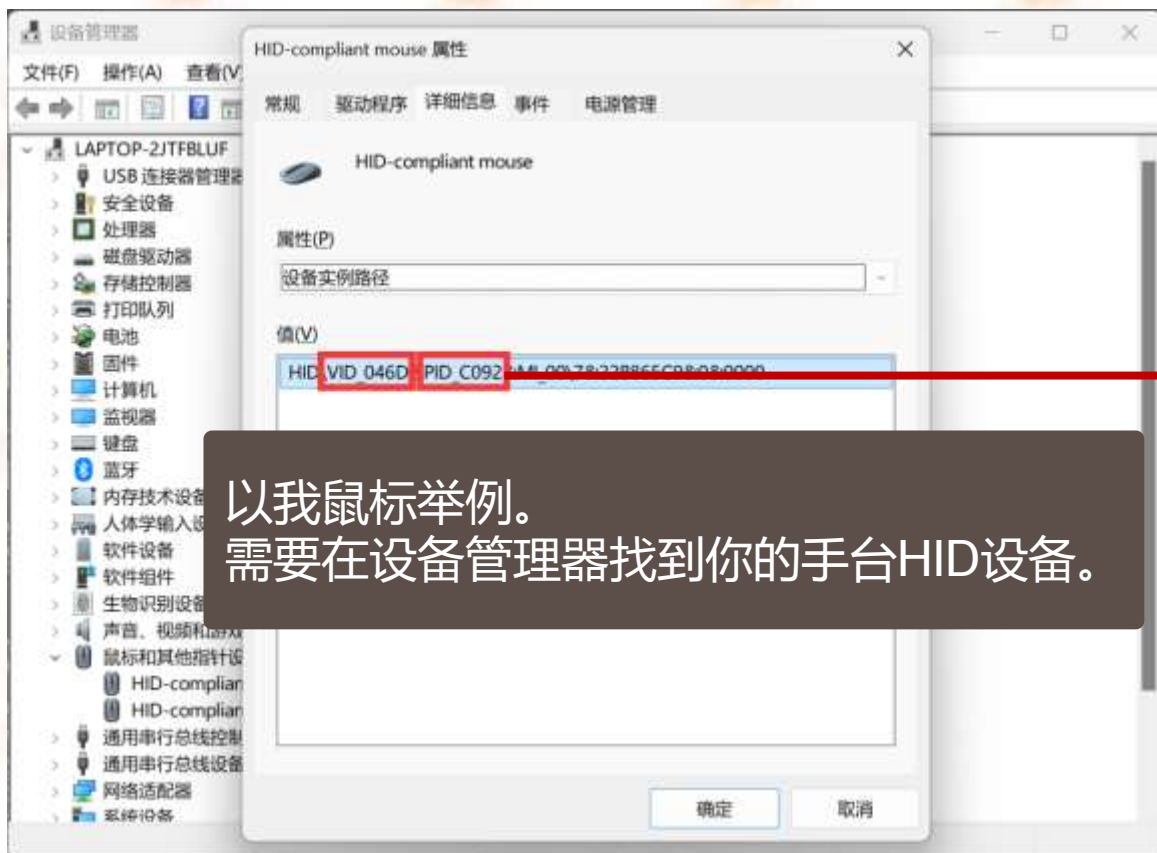 设备管理器
文件(F) 操作(A) 查看(V)
HID-compliant mouse 属性
常规 驱动程序 详细信息 事件 电源管理
HID-compliant mouse
属性(P)
设备实例路径
值(V)
HID VID_046D PID_C092
LAPTOP-2JTFBLUF
USB 连接器管理器
安全设备
处理器
磁盘驱动器
存储控制器
打印队列
电池
固件
计算机
监视器
键盘
蓝牙
内存技术设备
人体学输入设
软件设备
软件组件
生物识别设备
声音、视频和游戏
鼠标和其他指针设
HID-complian
HID-complian
通用串行总线控制
通用串行总线设备
网络适配器
系统设备
以我鼠标举例。
需要在设备管理器找到你的手台HID设备。
确定 取消